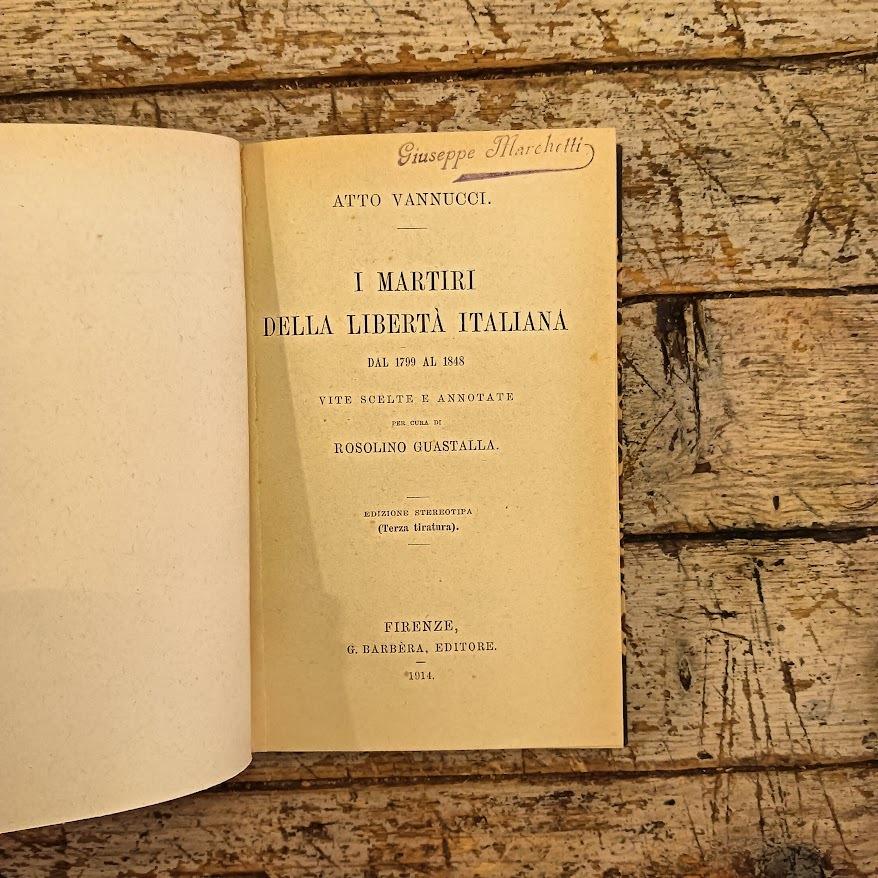 Giuseppe Marchetti
ATTO VANNUCCI.
I MARTIRI
DELLA LIBERTÀ ITALIANA
DAL 1799 AL 1848
VITE SCELTE E ANNOTATE
PER CURA DI
ROSOLINO GUASTALLA.
EDIZIONE STEREOTIPA
(Terza tiratura).
FIRENZE,
G. BARBÈRA, EDITORE.
1914.